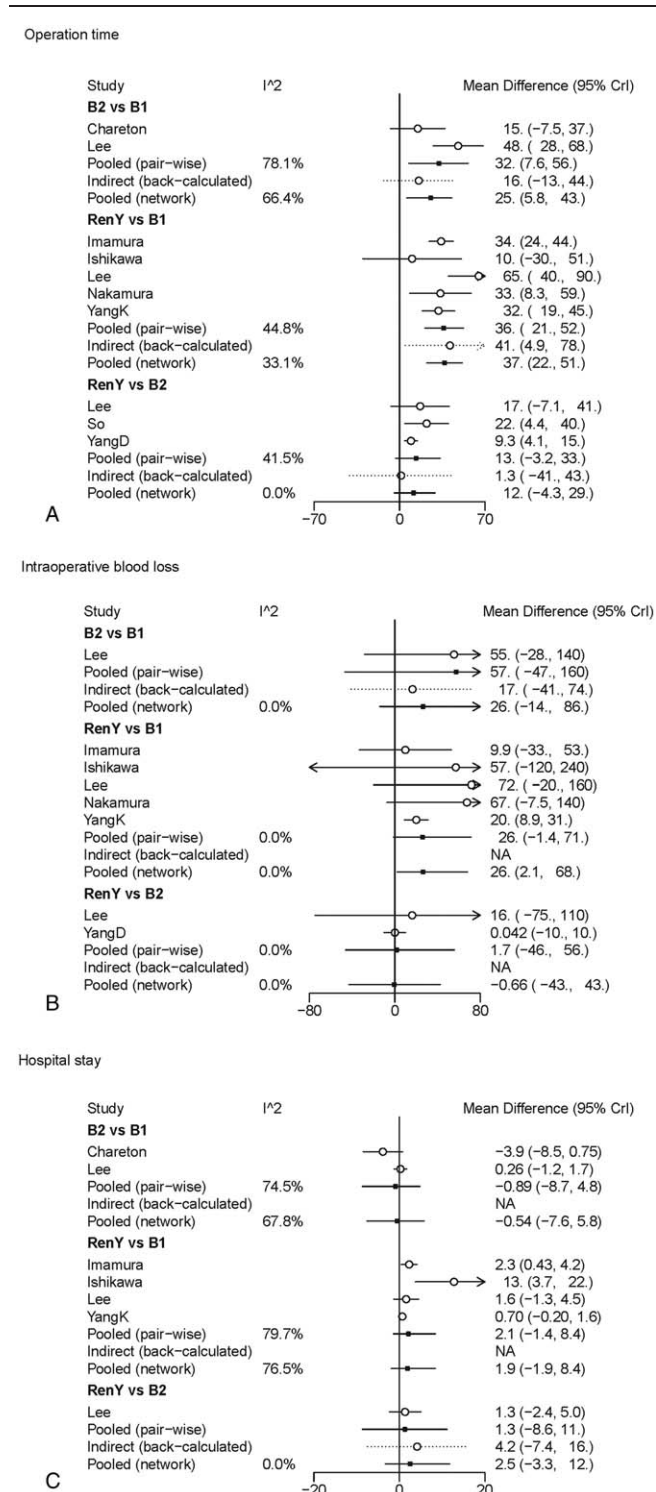 Operation time
Study I^2 Mean Difference (95% CrI)
B2 vs B1
Chareton 15. (−7.5, 37.)
Lee 48. ( 28., 68.)
Pooled (pair−wise) 78.1% 32. (7.6, 56.)
Indirect (back−calculated) 16. (−13., 44.)
Pooled (network) 66.4% 25. (5.8, 43.)
RenY vs B1
Imamura 34. (24., 44.)
Ishikawa 10. (−30., 51.)
Lee 65. ( 40., 90.)
Nakamura 33. (8.3, 59.)
YangK 32. ( 19., 45.)
Pooled (pair−wise) 44.8% 36. ( 21., 52.)
Indirect (back−calculated) 41. (4.9, 78.)
Pooled (network) 33.1% 37. (22., 51.)
RenY vs B2
Lee 17. (−7.1, 41.)
So 22. (4.4, 40.)
YangD 9.3 (4.1, 15.)
Pooled (pair−wise) 41.5% 13. (−3.2, 33.)
Indirect (back−calculated) 1.3 (−41., 43.)
Pooled (network) 0.0% 12. (−4.3, 29.)
A
−70 0 70
Intraoperative blood loss
Study I^2 Mean Difference (95% CrI)
B2 vs B1
Lee 55. (−28., 140)
Pooled (pair−wise) 57. ( −47., 160)
Indirect (back−calculated) 17. ( −41., 74.)
Pooled (network) 0.0% 26. (−14., 86.)
RenY vs B1
Imamura 9.9 (−33., 53.)
Ishikawa 57. (−120, 240)
Lee 72. ( −20., 160)
Nakamura 67. (−7.5, 140)
YangK 20. (8.9, 31.)
Pooled (pair−wise) 0.0% 26. (−1.4, 71.)
Indirect (back−calculated) NA
Pooled (network) 0.0% 26. (2.1, 68.)
RenY vs B2
Lee 16. (−75., 110)
YangD 0.042 (−10., 10.)
Pooled (pair−wise) 0.0% 1.7 (−46., 56.)
Indirect (back−calculated) NA
Pooled (network) 0.0% −0.66 ( −43., 43.)
B
−80 0 80
Hospital stay
Study I^2 Mean Difference (95% CrI)
B2 vs B1
Chareton −3.9 (−8.5, 0.75)
Lee 0.26 (−1.2, 1.7)
Pooled (pair−wise) 74.5% −0.89 (−8.7, 4.8)
Indirect (back−calculated) NA
Pooled (network) 67.8% −0.54 (−7.6, 5.8)
RenY vs B1
Imamura 2.3 (0.43, 4.2)
Ishikawa 13. (3.7, 22.)
Lee 1.6 (−1.3, 4.5)
YangK 0.70 (−0.20, 1.6)
Pooled (pair−wise) 79.7% 2.1 (−1.4, 8.4)
Indirect (back−calculated) NA
Pooled (network) 76.5% 1.9 (−1.9, 8.4)
RenY vs B2
Lee 1.3 (−2.4, 5.0)
Pooled (pair−wise) 1.3 (−8.6, 11.)
Indirect (back−calculated) 4.2 (−7.4, 16.)
Pooled (network) 0.0% 2.5 (−3.3, 12.)
C
−20 0 20